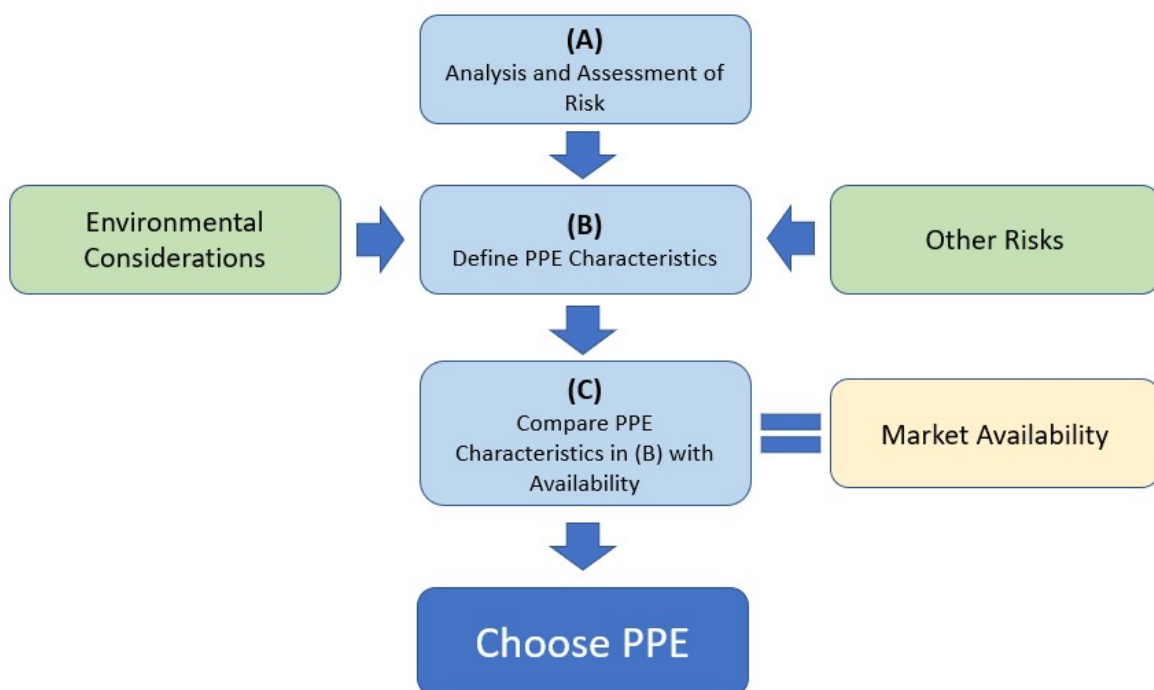 (A)
Analysis and Assessment of
Risk
Environmental
Considerations
(B)
Define PPE Characteristics
Other Risks
(C)
Compare PPE
Characteristics in (B) with
Availability
Market Availability
Choose PPE